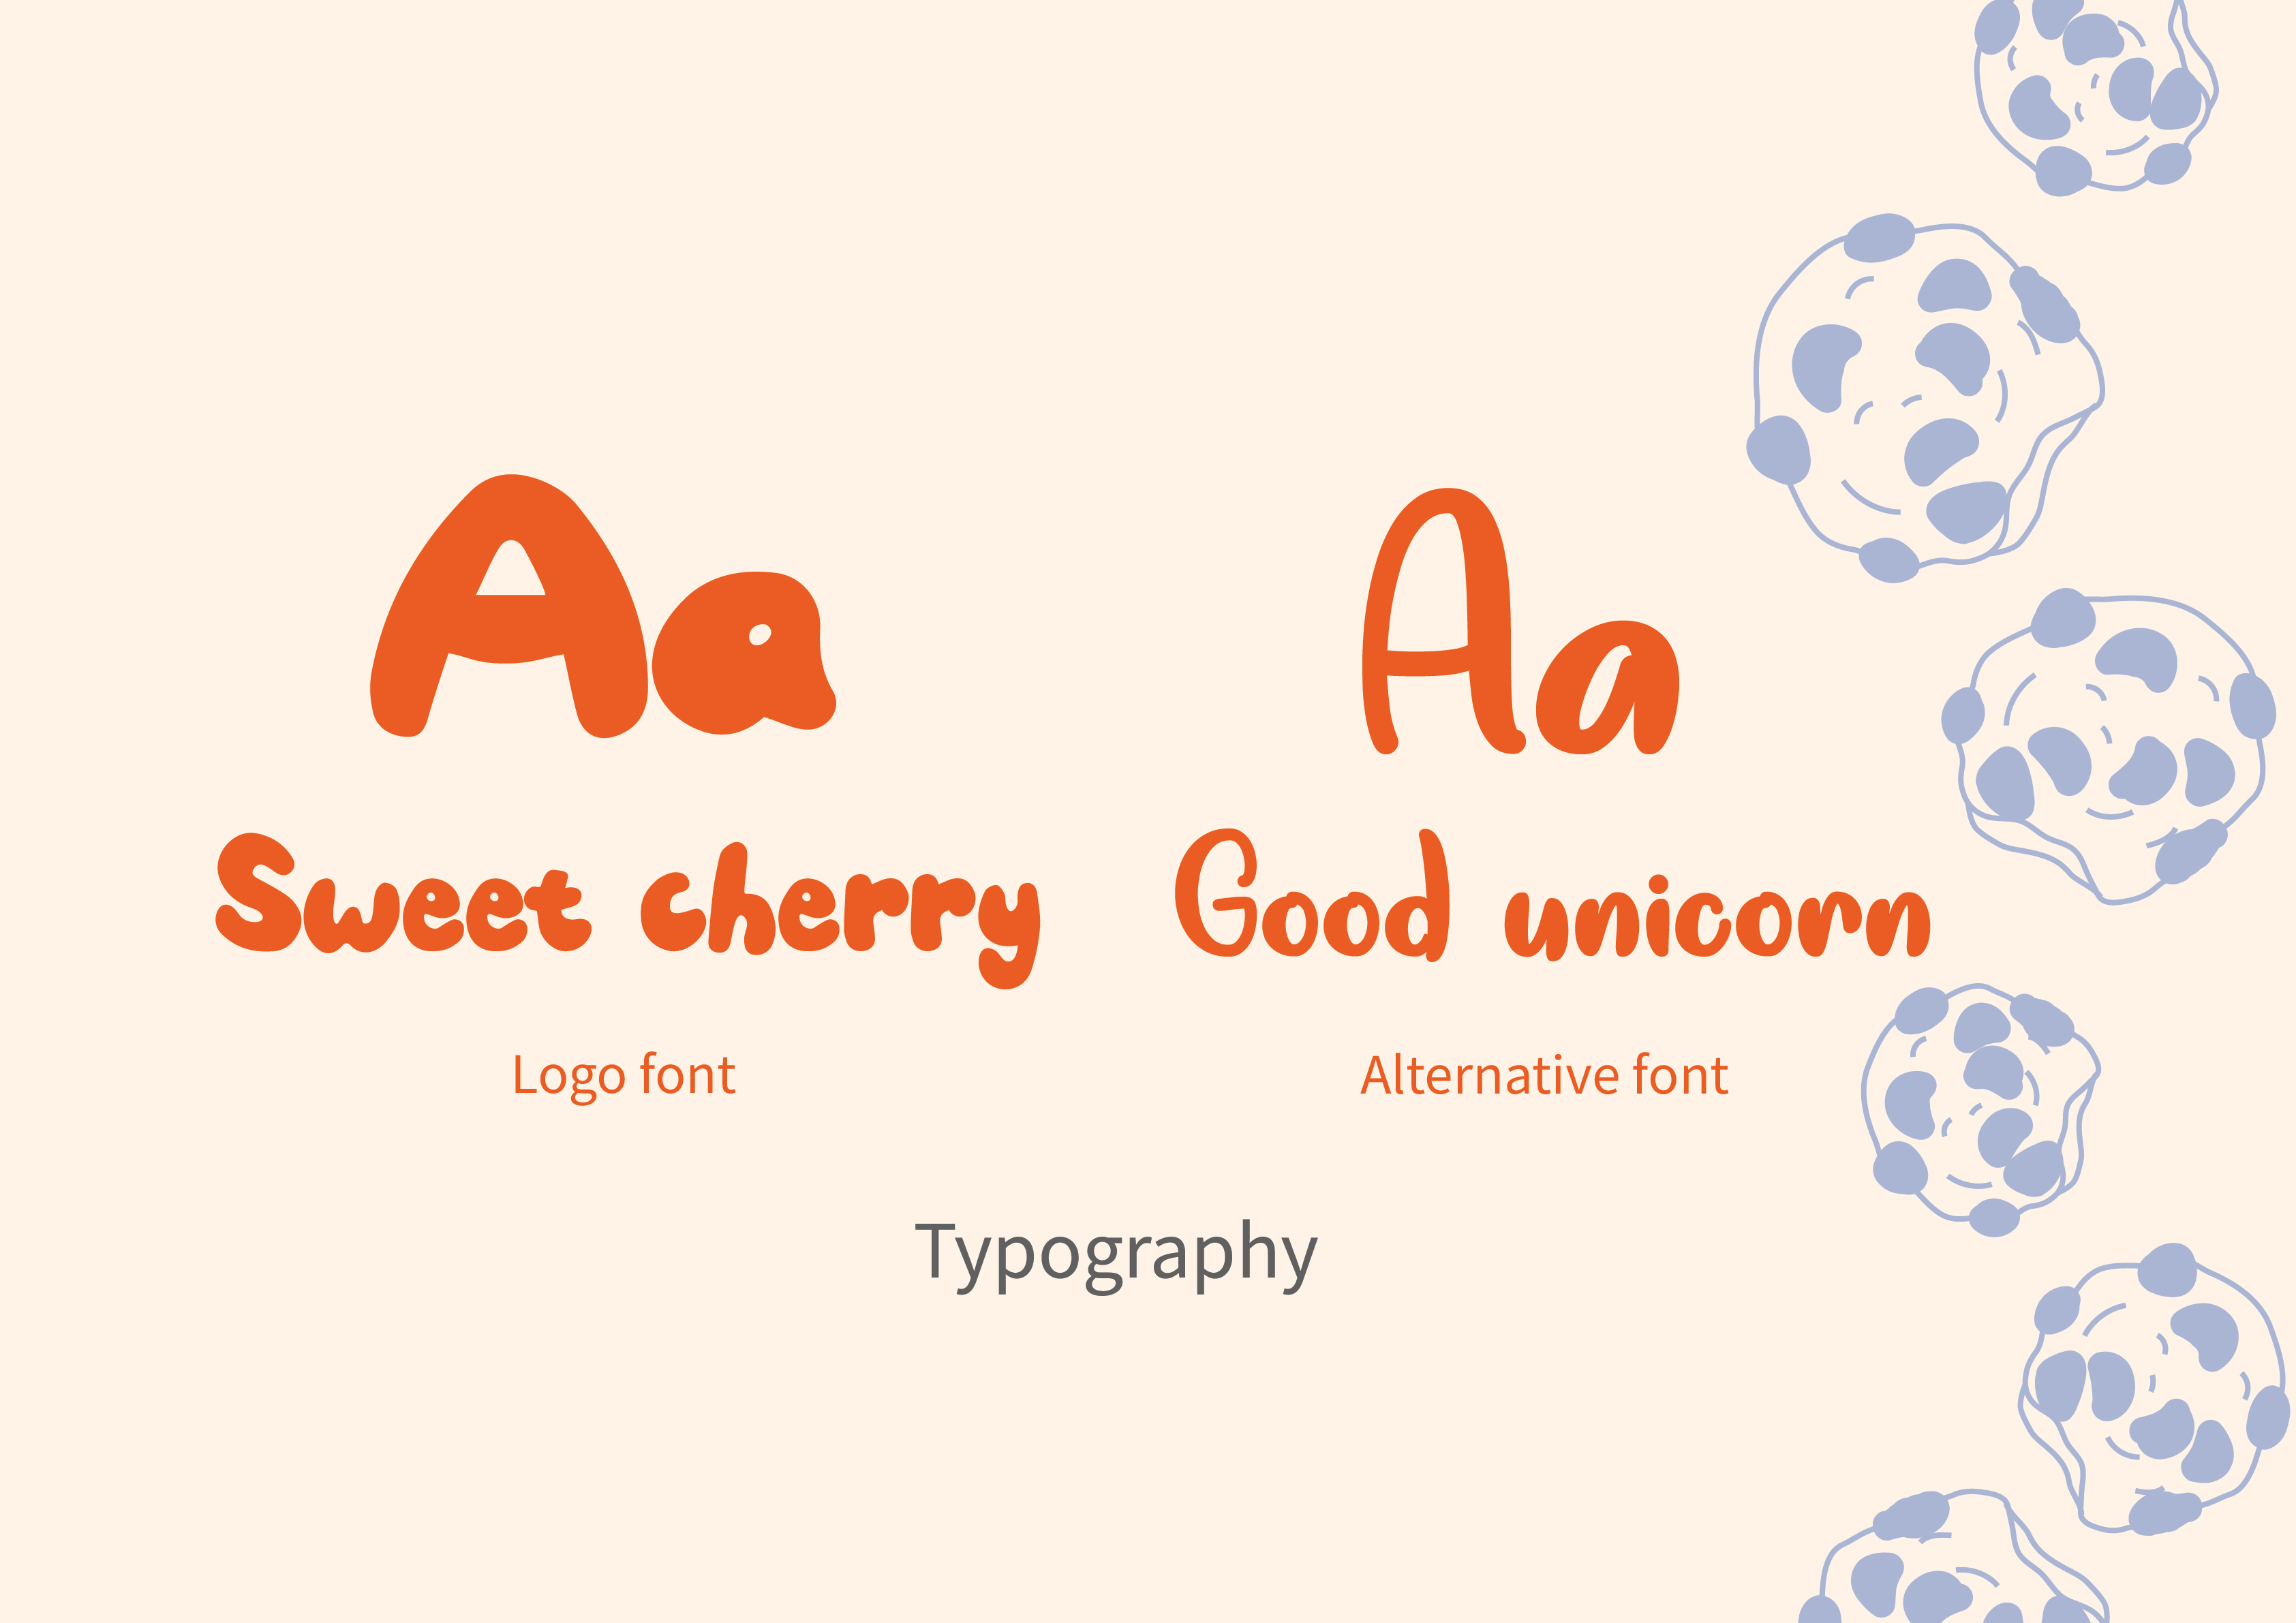 Aa
Aa
Sweet cherry
Good unicorn
Logo font
Alternative font
Typography